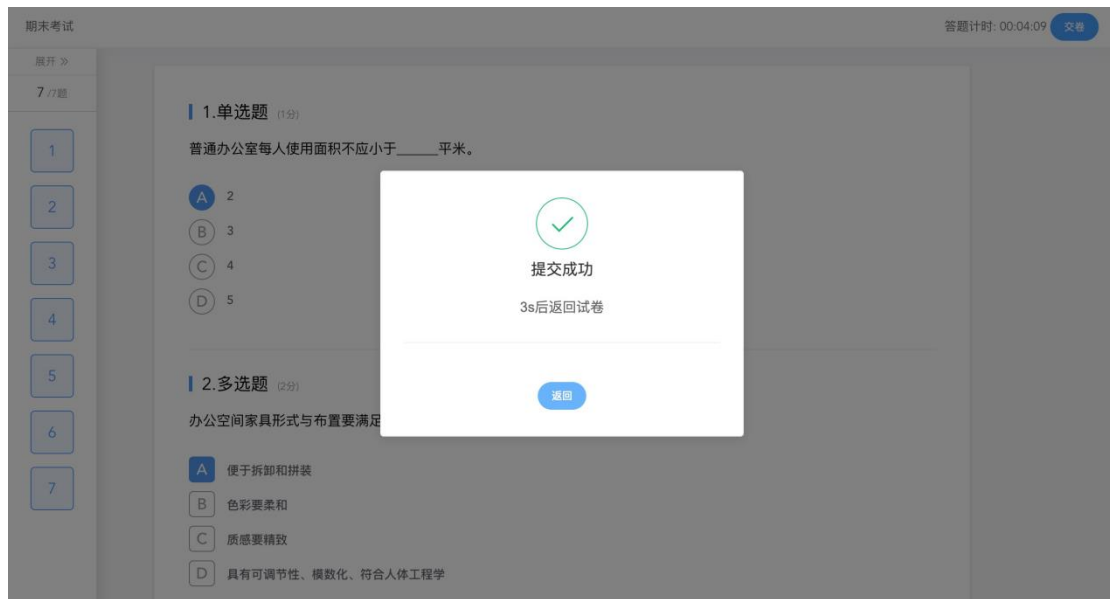 期末考试
答题计时: 00:04:09 交卷
展开 »
7 /7题
1
2
3
4
5
6
7
1.单选题 (1分)
普通办公室每人使用面积不应小于______平米。
A 2
B 3
C 4
D 5
2.多选题 (2分)
办公空间家具形式与布置要满足
A 便于拆卸和拼装
B 色彩要柔和
C 质感要精致
D 具有可调节性、模数化、符合人体工程学
提交成功
3s后返回试卷
返回